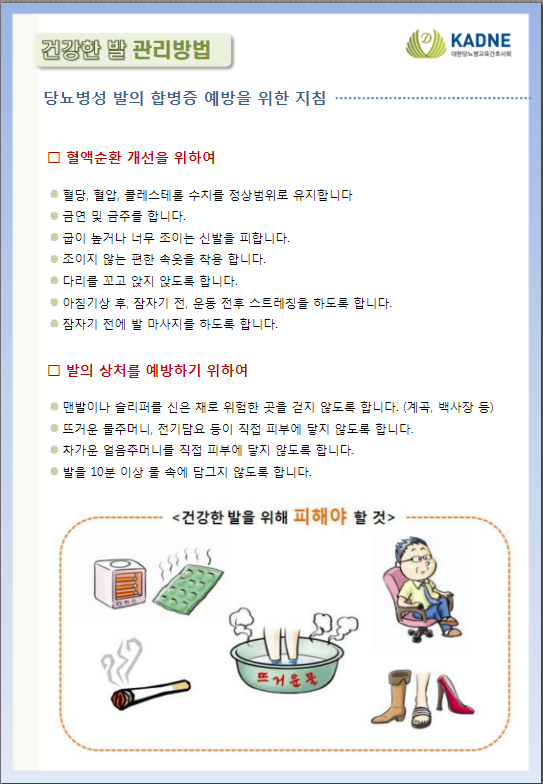 건강한 발 관리방법
KADNE
대한당뇨병교육간호사회
당뇨병성 발의 합병증 예방을 위한 지침
□ 혈액순환 개선을 위하여
혈당, 혈압, 콜레스테롤 수치를 정상범위로 유지합니다
금연 및 금주를 합니다.
굽이 높거나 너무 조이는 신발을 피합니다.
조이지 않는 편한 속옷을 착용 합니다.
다리를 꼬고 앉지 않도록 합니다.
아침기상 후, 잠자기 전, 운동 전후 스트레칭을 하도록 합니다.
잠자기 전에 발 마사지를 하도록 합니다.
□ 발의 상처를 예방하기 위하여
맨발이나 슬리퍼를 신은 채로 위험한 곳을 걷지 않도록 합니다. (계곡, 백사장 등)
뜨거운 물주머니, 전기담요 등이 직접 피부에 닿지 않도록 합니다.
차가운 얼음주머니를 직접 피부에 닿지 않도록 합니다.
발을 10분 이상 물 속에 담그지 않도록 합니다.
<건강한 발을 위해 피해야 할 것>
뜨거운물